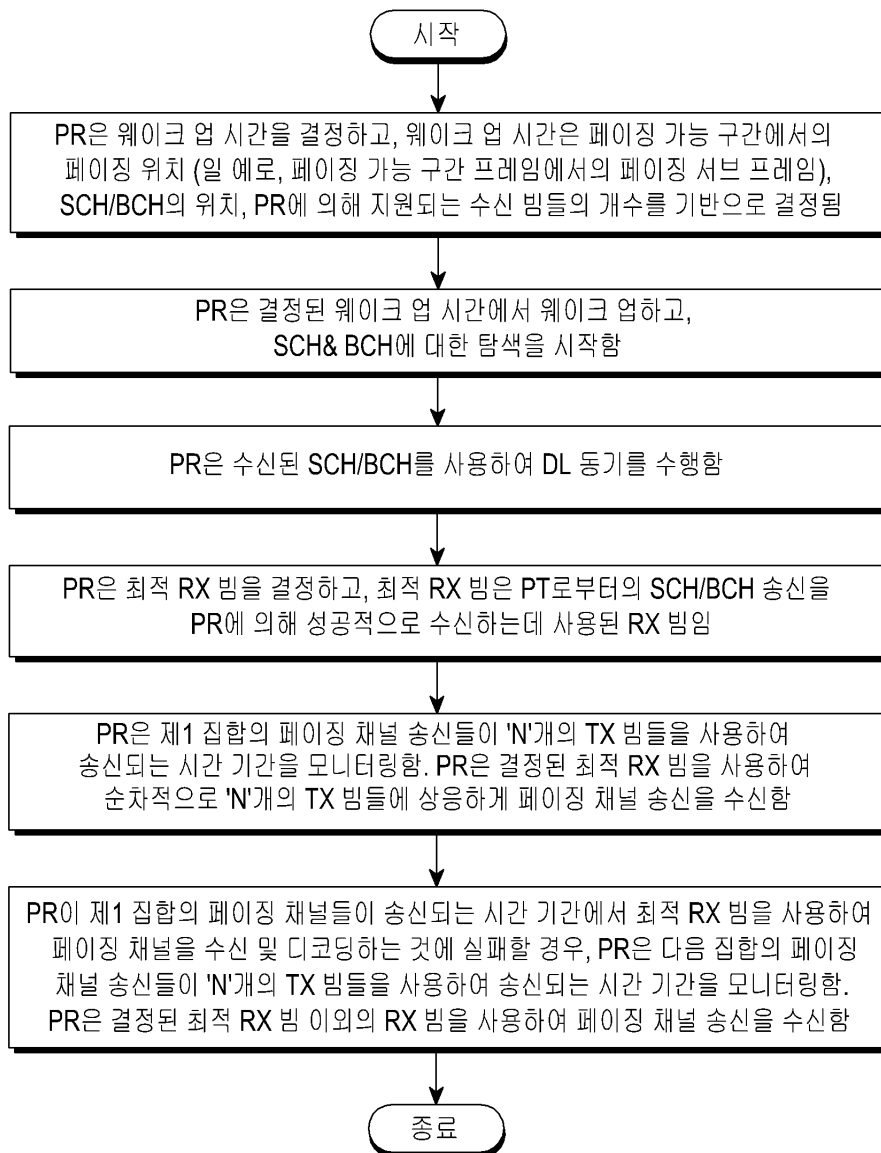 시작
PR은 웨이크 업 시간을 결정하고, 웨이크 업 시간은 페이징 가능 구간에서의
페이징 위치 (일 예로, 페이징 가능 구간 프레임에서의 페이징 서브 프레임),
SCH/BCH의 위치, PR에 의해 지원되는 수신 빔들의 개수를 기반으로 결정됨
PR은 결정된 웨이크 업 시간에서 웨이크 업하고,
SCH& BCH에 대한 탐색을 시작함
PR은 수신된 SCH/BCH를 사용하여 DL 동기를 수행함
PR은 최적 RX 빔을 결정하고, 최적 RX 빔은 PT로부터의 SCH/BCH 송신을
PR에 의해 성공적으로 수신하는데 사용된 RX 빔임
PR은 제1 집합의 페이징 채널 송신들이 'N'개의 TX 빔들을 사용하여
송신되는 시간 기간을 모니터링함. PR은 결정된 최적 RX 빔을 사용하여
순차적으로 'N'개의 TX 빔들에 상응하게 페이징 채널 송신을 수신함
PR이 제1 집합의 페이징 채널들이 송신되는 시간 기간에서 최적 RX 빔을 사용하여
페이징 채널을 수신 및 디코딩하는 것에 실패할 경우, PR은 다음 집합의 페이징
채널 송신들이 'N'개의 TX 빔들을 사용하여 송신되는 시간 기간을 모니터링함.
PR은 결정된 최적 RX 빔 이외의 RX 빔을 사용하여 페이징 채널 송신을 수신함
종료